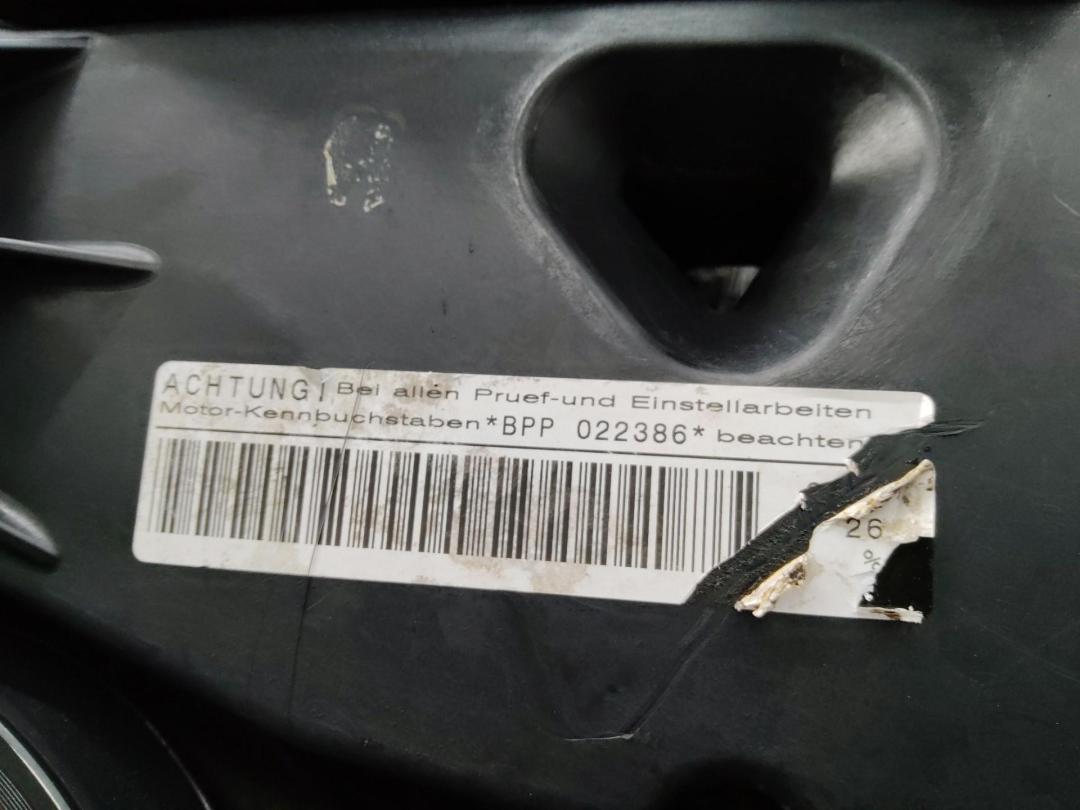 ACHTUNG! Bei allen Pruef-und Einstellarbeiten
Motor-Kennbuchstaben *BPP 022386* beachten
26
%